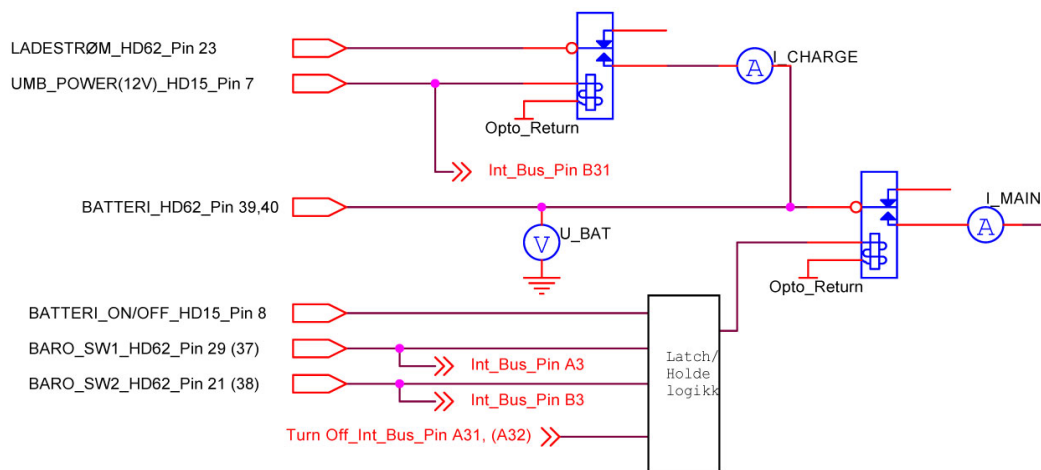 LADESTRØM_HD62_Pin 23
I_CHARGE
A
UMB_POWER(12V)_HD15_Pin 7
Opto_Return
Int_Bus_Pin B31
BATTERI_HD62_Pin 39,40
I_MAIN
A
U_BAT
V
Opto_Return
BATTERI_ON/OFF_HD15_Pin 8
BARO_SW1_HD62_Pin 29 (37)
Int_Bus_Pin A3
BARO_SW2_HD62_Pin 21 (38)
Int_Bus_Pin B3
Latch/
Holde
logikk
Turn Off_Int_Bus_Pin A31, (A32)